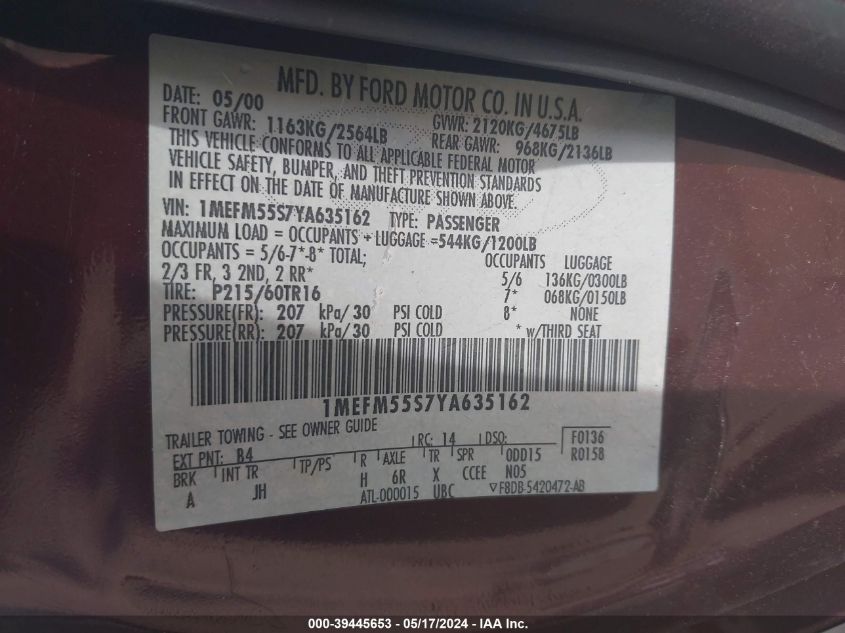 MFD. BY FORD MOTOR CO. IN U.S.A.
DATE: 05/00 GVWR: 2120KG/4675LB
FRONT GAWR: 1163KG/2564LB REAR GAWR: 968KG/2136LB
THIS VEHICLE CONFORMS TO ALL APPLICABLE FEDERAL MOTOR
VEHICLE SAFETY, BUMPER, AND THEFT PREVENTION STANDARDS
IN EFFECT ON THE DATE OF MANUFACTURE SHOWN ABOVE.
VIN: 1MEFM55S7YA635162 TYPE: PASSENGER
MAXIMUM LOAD = OCCUPANTS + LUGGAGE =544KG/1200LB
OCCUPANTS = 5/6-7*-8* TOTAL; OCCUPANTS LUGGAGE
2/3 FR, 3 2ND, 2 RR* 5/6 136KG/0300LB
TIRE: P215/60TR16 7* 068KG/0150LB
PRESSURE(FR): 207 kPa/30 PSI COLD 8* NONE
PRESSURE(RR): 207 kPa/30 PSI COLD * w/THIRD SEAT
1MEFM55S7YA635162
TRAILER TOWING - SEE OWNER GUIDE
EXT PNT: B4 RC: 14 DSO: F0136
BRK INT TR TP/PS R AXLE TR SPR 0DD15 R0158
A JH H 6R X CCEE N05
ATL-000015 UBC F8DB-5420472-AB
000-39445653 - 05/17/2024 - IAA Inc.